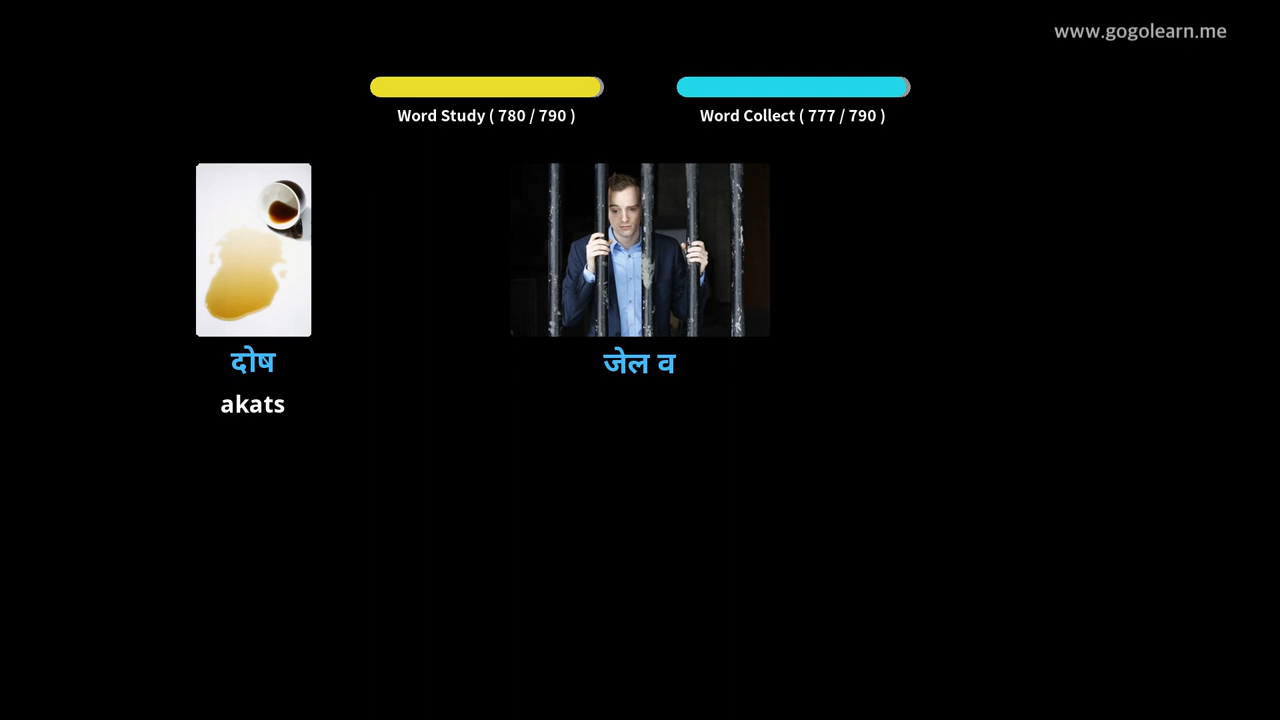 www.gogolearn.me
Word Study ( 780 / 790 )
Word Collect ( 777 / 790 )
दोष
जेल व
akats